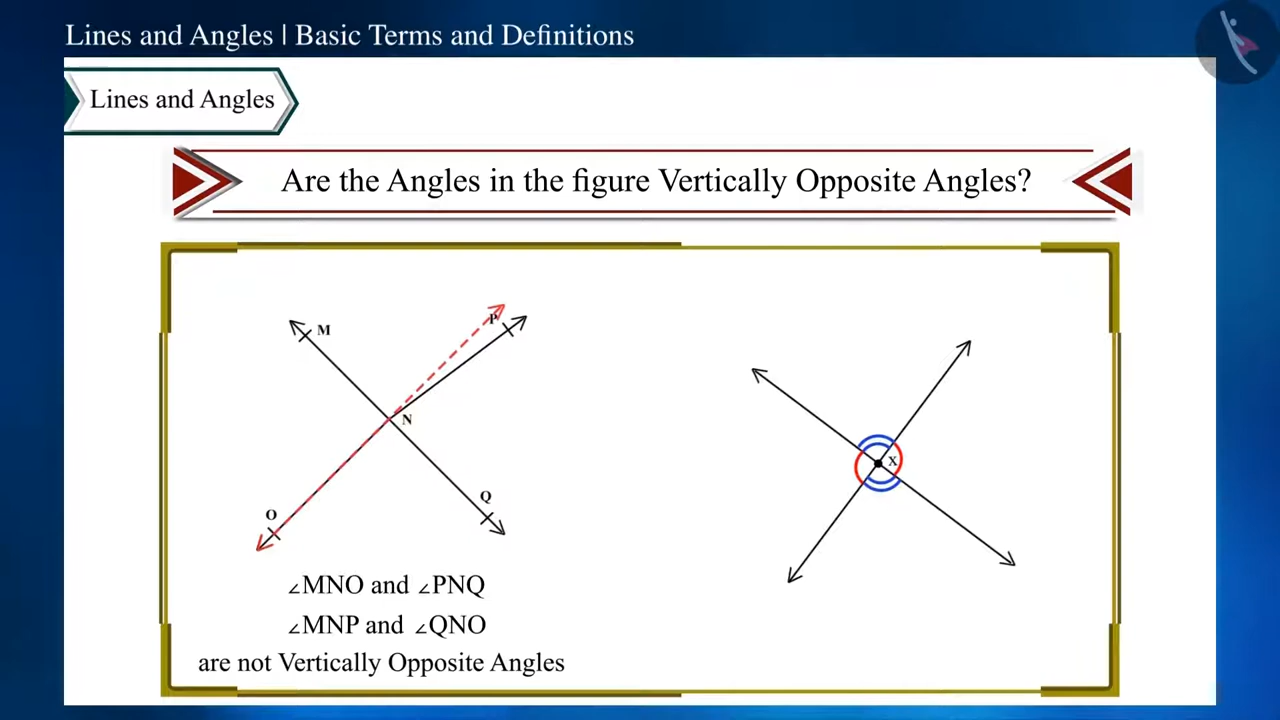 Lines and Angles | Basic Terms and Definitions
Lines and Angles
Are the Angles in the figure Vertically Opposite Angles?
M
P
N
X
Q
O
∠MNO and ∠PNQ
∠MNP and ∠QNO
are not Vertically Opposite Angles